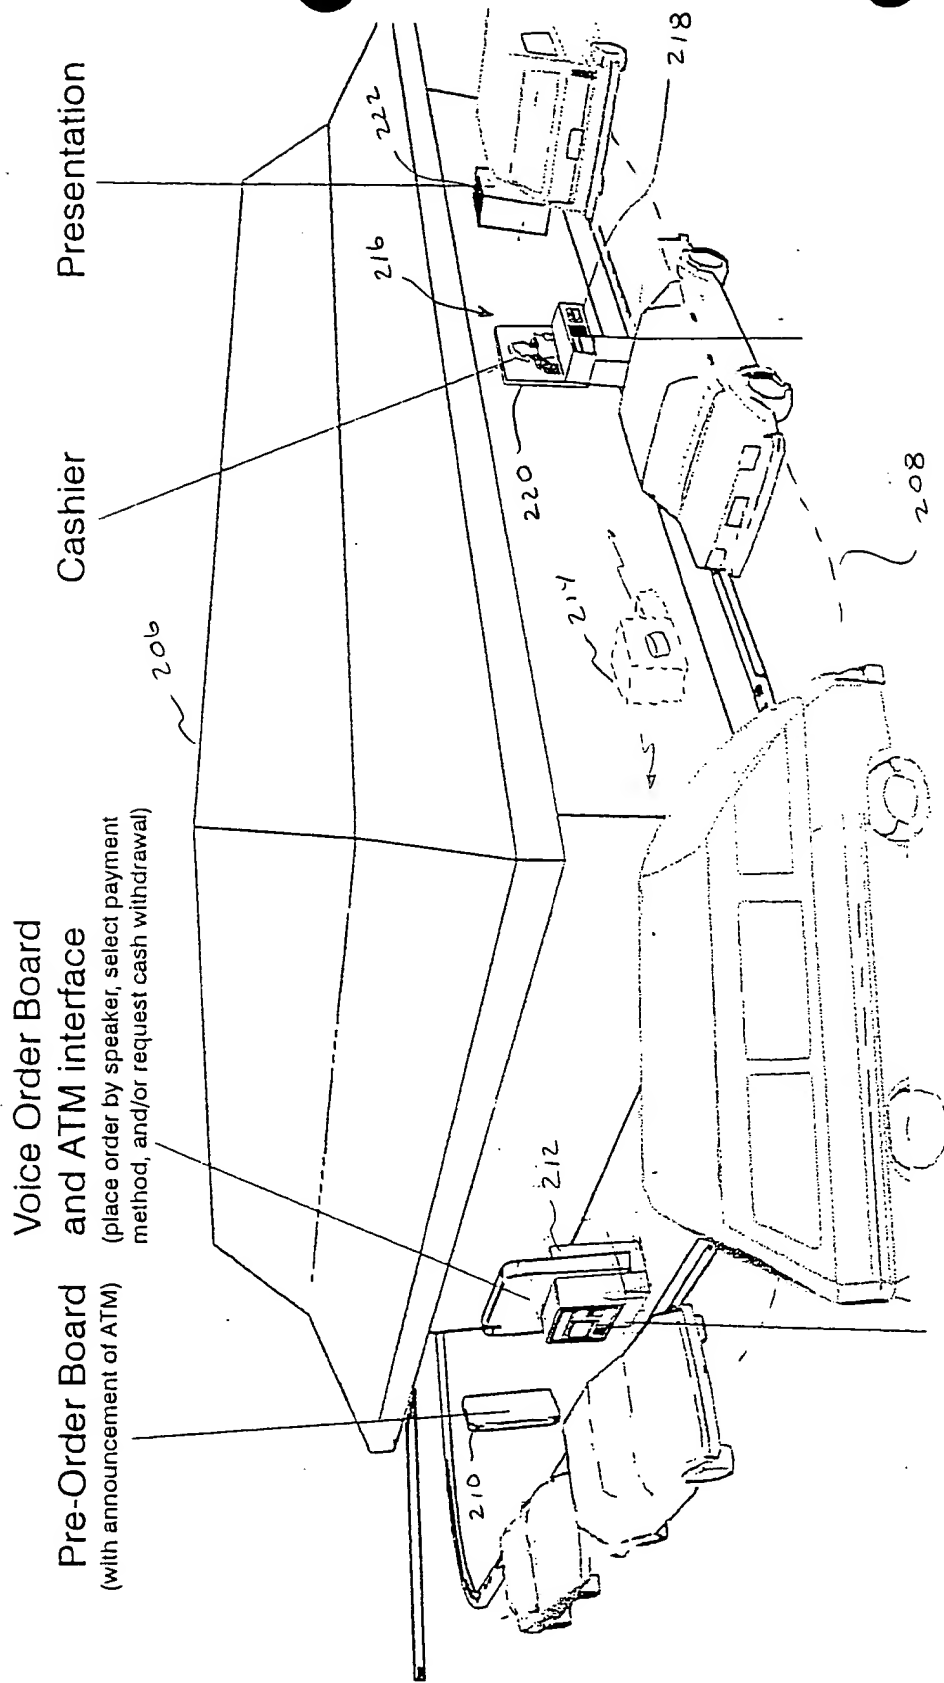 Pre-Order Board
(with announcement of ATM)
Voice Order Board
and ATM interface
(place order by speaker, select payment
method, and/or request cash withdrawal)
Cashier
Presentation
206
216
222
218
220
214
208
212
210